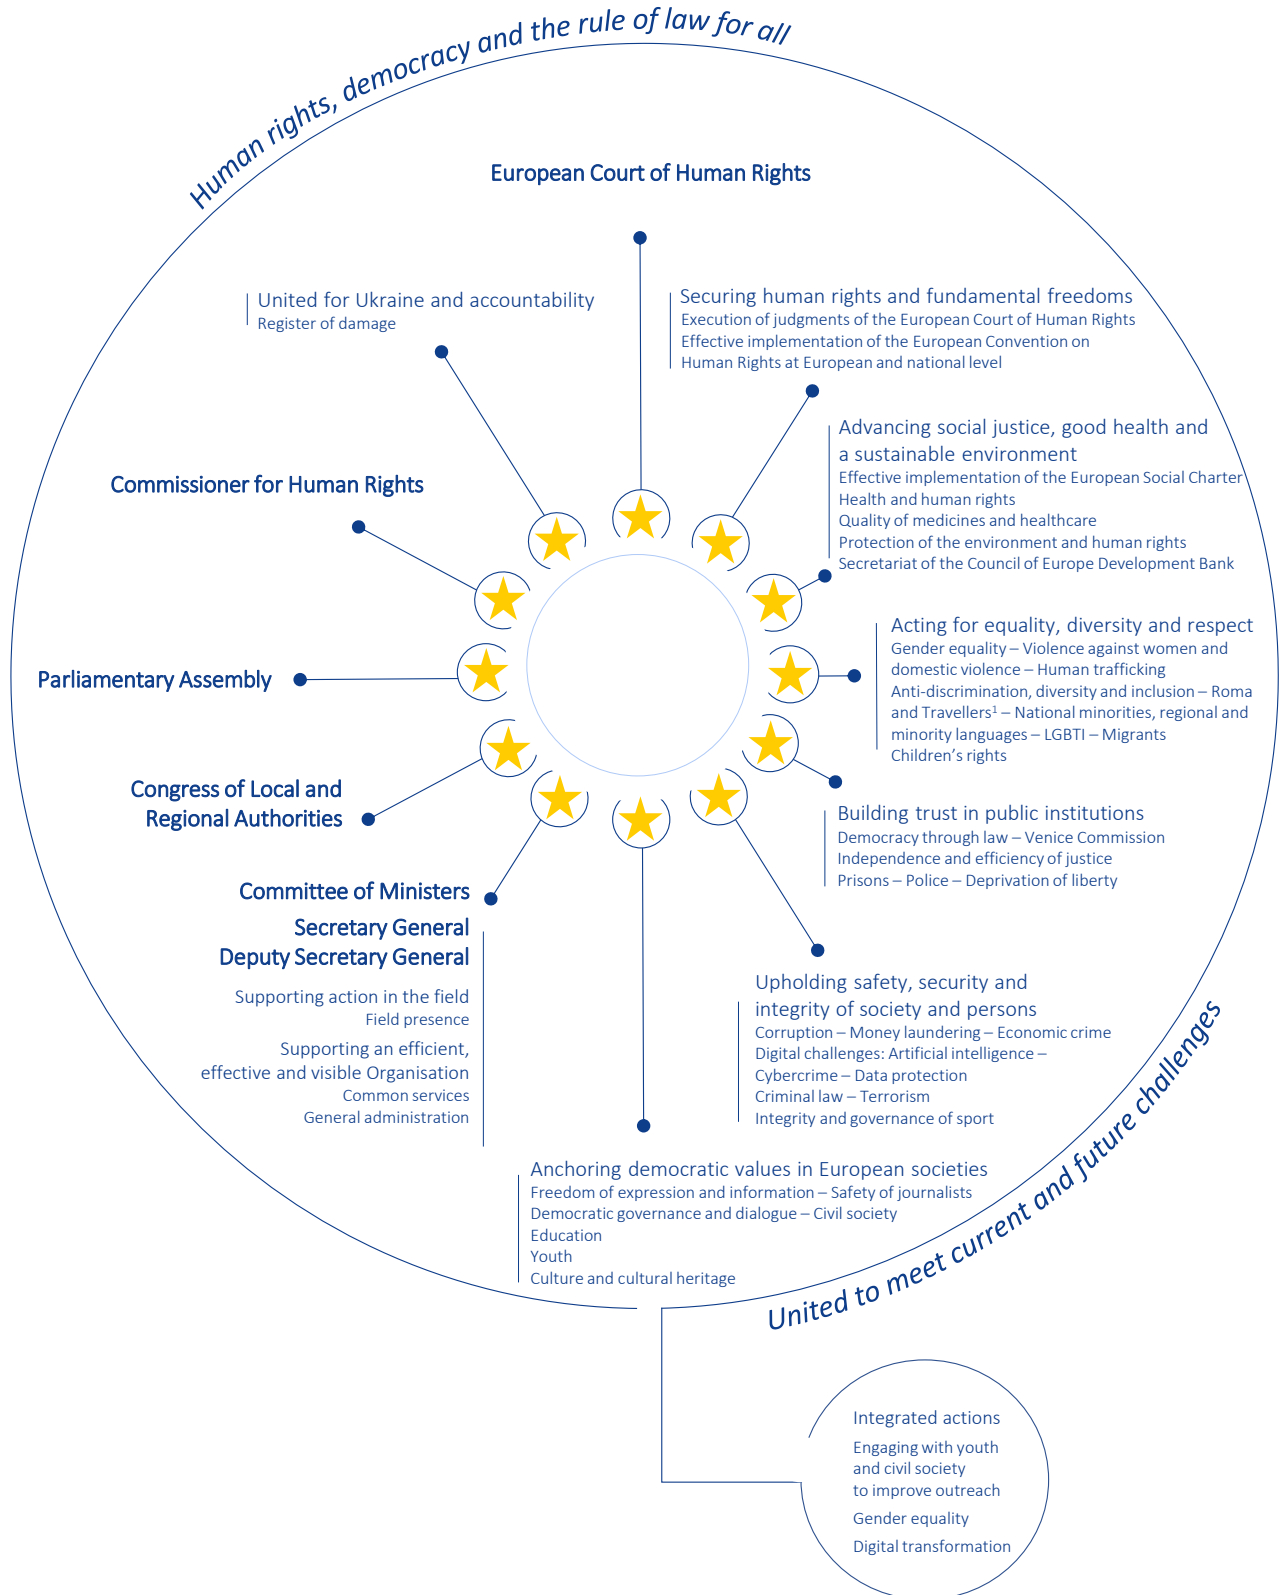 Human rights, democracy and the rule of law for all
European Court of Human Rights
United for Ukraine and accountability
Register of damage
Securing human rights and fundamental freedoms
Execution of judgments of the European Court of Human Rights
Effective implementation of the European Convention on
Human Rights at European and national level
Advancing social justice, good health and
a sustainable environment
Effective implementation of the European Social Charter
Health and human rights
Quality of medicines and healthcare
Protection of the environment and human rights
Secretariat of the Council of Europe Development Bank
Commissioner for Human Rights
Acting for equality, diversity and respect
Gender equality – Violence against women and
domestic violence – Human trafficking
Anti-discrimination, diversity and inclusion – Roma
and Travellers¹ – National minorities, regional and
minority languages – LGBTI – Migrants
Children’s rights
Parliamentary Assembly
Congress of Local and
Regional Authorities
Building trust in public institutions
Democracy through law – Venice Commission
Independence and efficiency of justice
Prisons – Police – Deprivation of liberty
Committee of Ministers
Secretary General
Deputy Secretary General
Supporting action in the field
Field presence
Supporting an efficient,
effective and visible Organisation
Common services
General administration
Upholding safety, security and
integrity of society and persons
Corruption – Money laundering – Economic crime
Digital challenges: Artificial intelligence –
Cybercrime – Data protection
Criminal law – Terrorism
Integrity and governance of sport
Anchoring democratic values in European societies
Freedom of expression and information – Safety of journalists
Democratic governance and dialogue – Civil society
Education
Youth
Culture and cultural heritage
United to meet current and future challenges
Integrated actions
Engaging with youth
and civil society
to improve outreach
Gender equality
Digital transformation